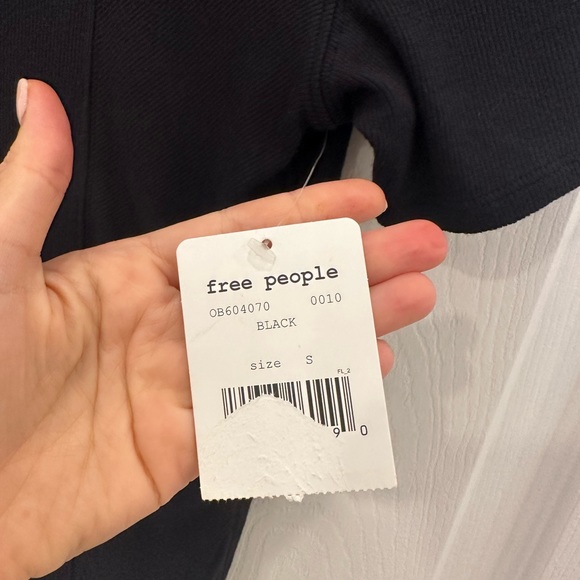 free people
OB604070 0010
BLACK
size S
FL_2
9 0